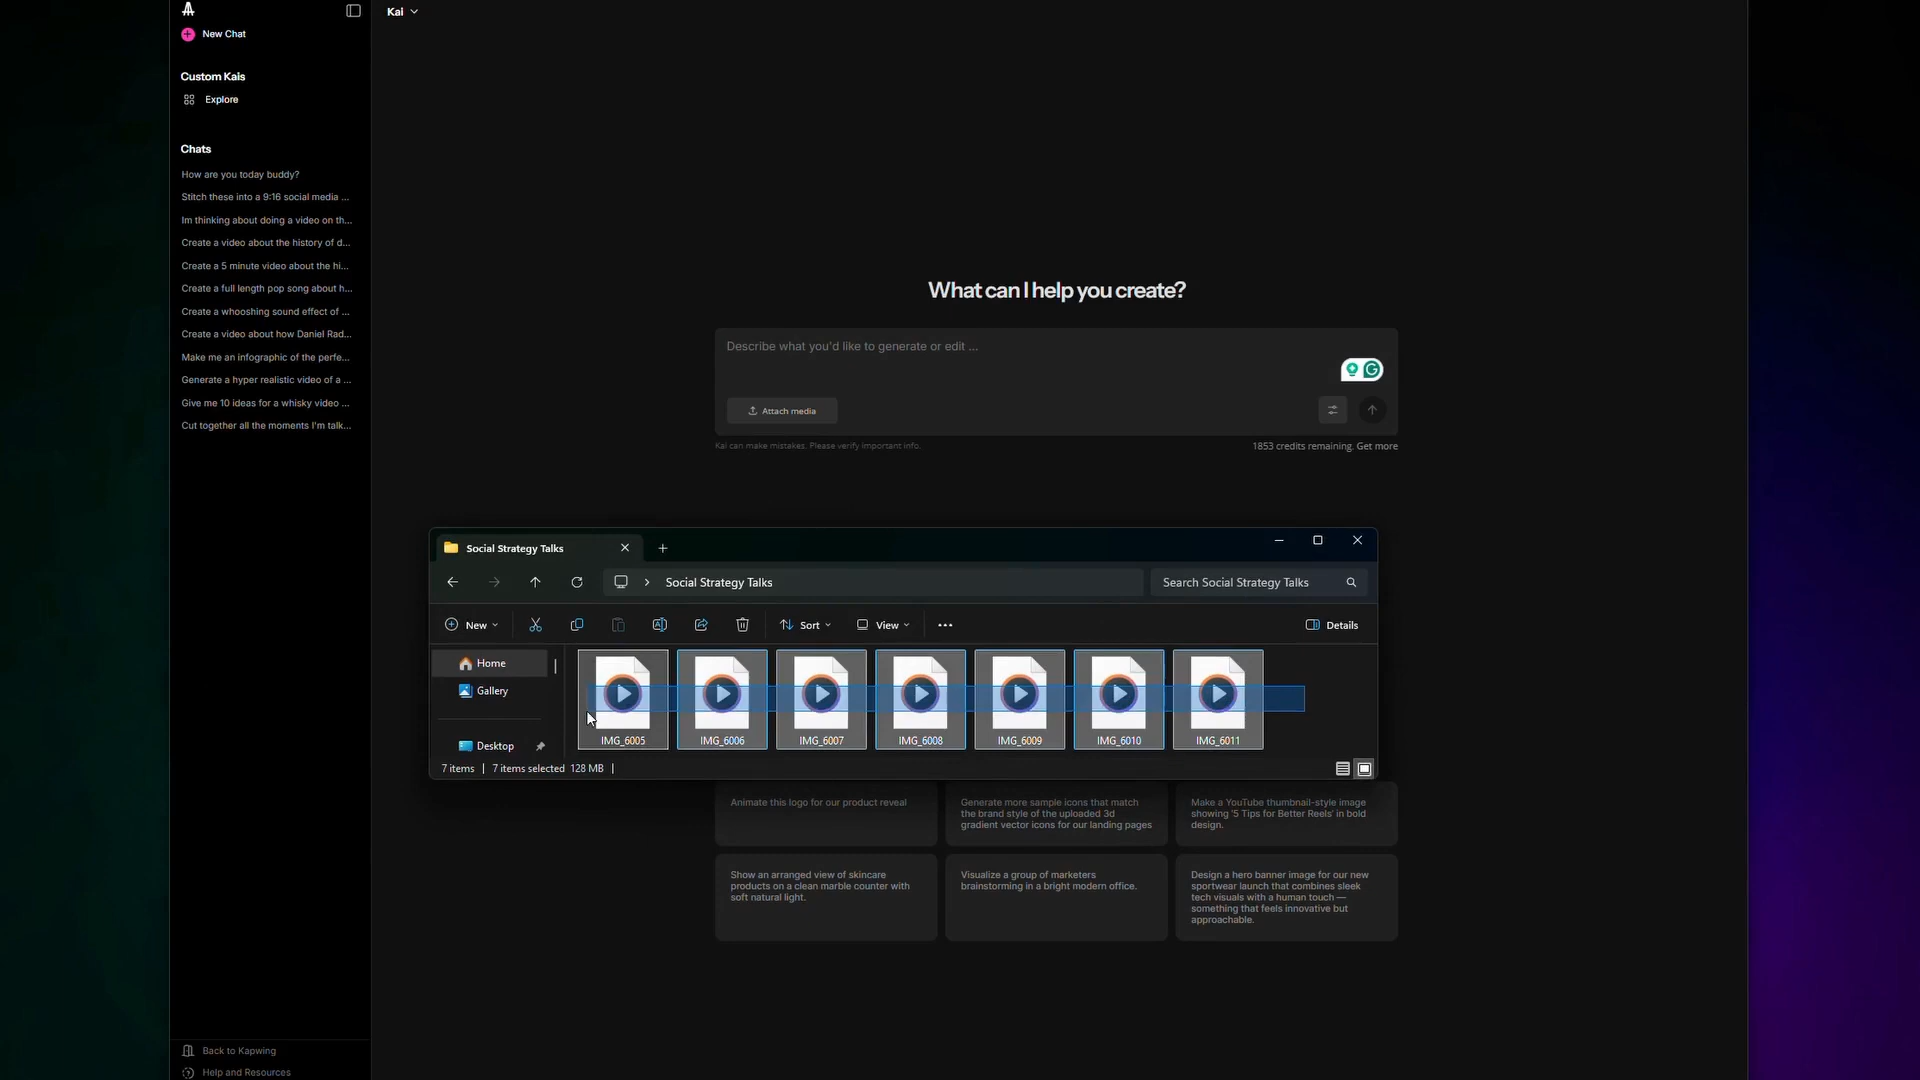 Kai
New Chat
Custom Kais
Explore
Chats
How are you today buddy?
Stitch these into a 9:16 social media ...
Im thinking about doing a video on th...
Create a video about the history of d...
Create a 5 minute video about the hi...
Create a full length pop song about h...
Create a whooshing sound effect of ...
Create a video about how Daniel Rad...
Make me an infographic of the perfe...
Generate a hyper realistic video of a ...
Give me 10 ideas for a whisky video ...
Cut together all the moments I'm talk...
Back to Kapwing
Help and Resources
What can I help you create?
Describe what you'd like to generate or edit ...
Attach media
Kai can make mistakes. Please verify important info.
1853 credits remaining. Get more
Social Strategy Talks
Social Strategy Talks
Search Social Strategy Talks
New
Sort
View
Details
Home
Gallery
Desktop
IMG_6005
IMG_6006
IMG_6007
IMG_6008
IMG_6009
IMG_6010
IMG_6011
7 items
7 items selected 128 MB
Animate this logo for our product reveal
Generate more sample icons that match
the brand style of the uploaded 3d
gradient vector icons for our landing pages
Make a YouTube thumbnail-style image
showing '5 Tips for Better Reels' in bold
design.
Show an arranged view of skincare
products on a clean marble counter with
soft natural light.
Visualize a group of marketers
brainstorming in a bright modern office.
Design a hero banner image for our new
sportwear launch that combines sleek
tech visuals with a human touch —
something that feels innovative but
approachable.